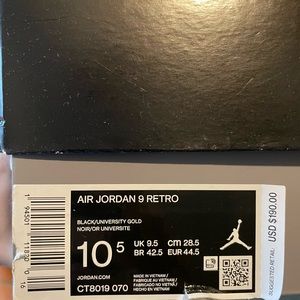 AIR JORDAN 9 RETRO
BLACK/UNIVERSITY GOLD
NOIR/OR UNIVERSITE
10 5
UK 9.5 cm 28.5
BR 42.5 EUR 44.5
JORDAN.COM
CT8019 070
MADE IN VIETNAM /
FABRIQUÉ AU VIETNAM /
FABRICADO NO VIETNÃ /
HECHO EN VIETNAM
USD $190.00
SUGGESTED RETAIL